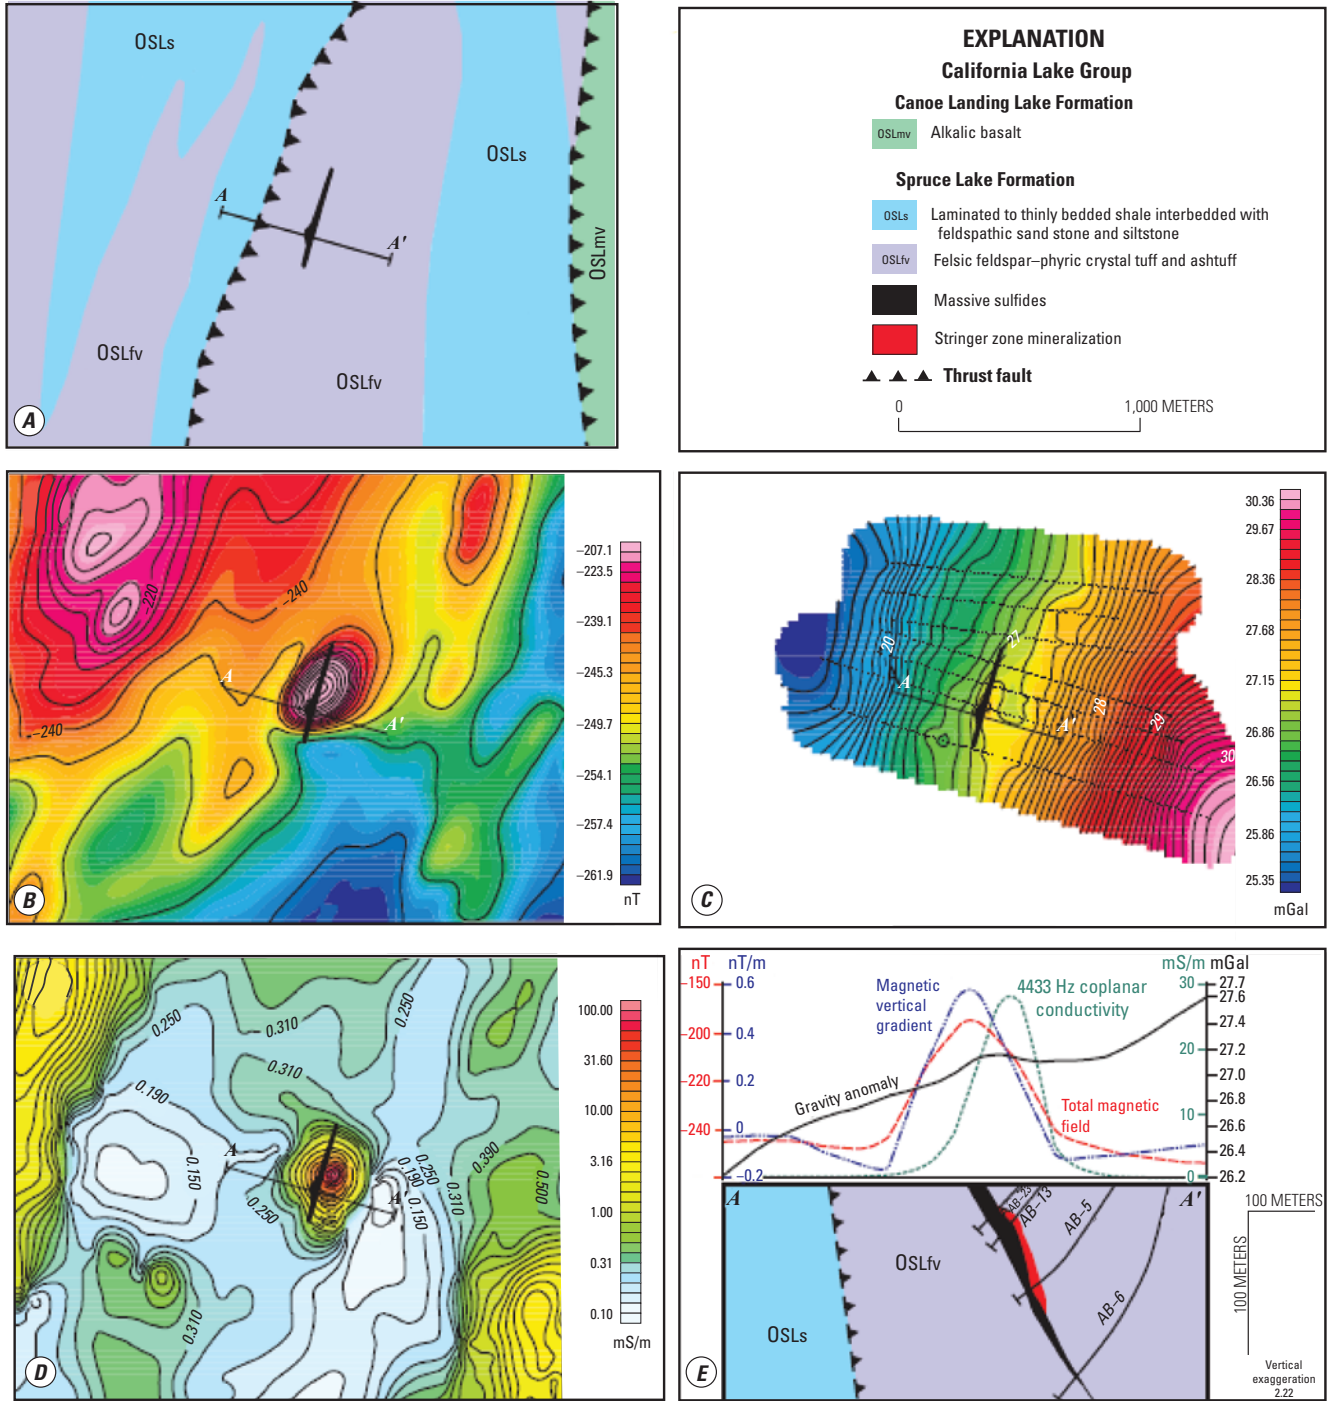 OSLs
OSLs
A
A'
OSLmv
OSLfv
OSLfv
A
EXPLANATION
California Lake Group
Canoe Landing Lake Formation
OSLmv Alkalic basalt
Spruce Lake Formation
OSLs Laminated to thinly bedded shale interbedded with
feldspathic sand stone and siltstone
OSLfv Felsic feldspar–phyric crystal tuff and ashtuff
Massive sulfides
Stringer zone mineralization
Thrust fault
0 1,000 METERS
–240
–220
A
A'
–240
–207.1
–223.5
–239.1
–245.3
–249.7
–254.1
–257.4
–261.9
nT
B
20
27
A
A'
28
29
30
30.36
29.67
28.36
27.68
27.15
26.86
26.56
25.86
25.35
mGal
C
0.250
0.310
0.250
0.310
0.190
A
0.150
0.250
0.250
0.190
0.150
A'
0.310
0.390
0.500
0.310
100.00
31.60
10.00
3.16
1.00
0.31
0.10
mS/m
D
nT nT/m
–150 0.6
–200 0.4
–220 0.2
–240 0
–0.2
Magnetic
vertical
gradient
4433 Hz coplanar
conductivity
Gravity anomaly
Total magnetic
field
mS/m mGal
30 27.7
27.6
27.4
20 27.2
27.0
10 26.8
26.6
26.4
0 26.2
A
A'
AB–23
AB–13
AB–5
AB–6
OSLfv
OSLs
100 METERS
100 METERS
Vertical
exaggeration
2.22
E